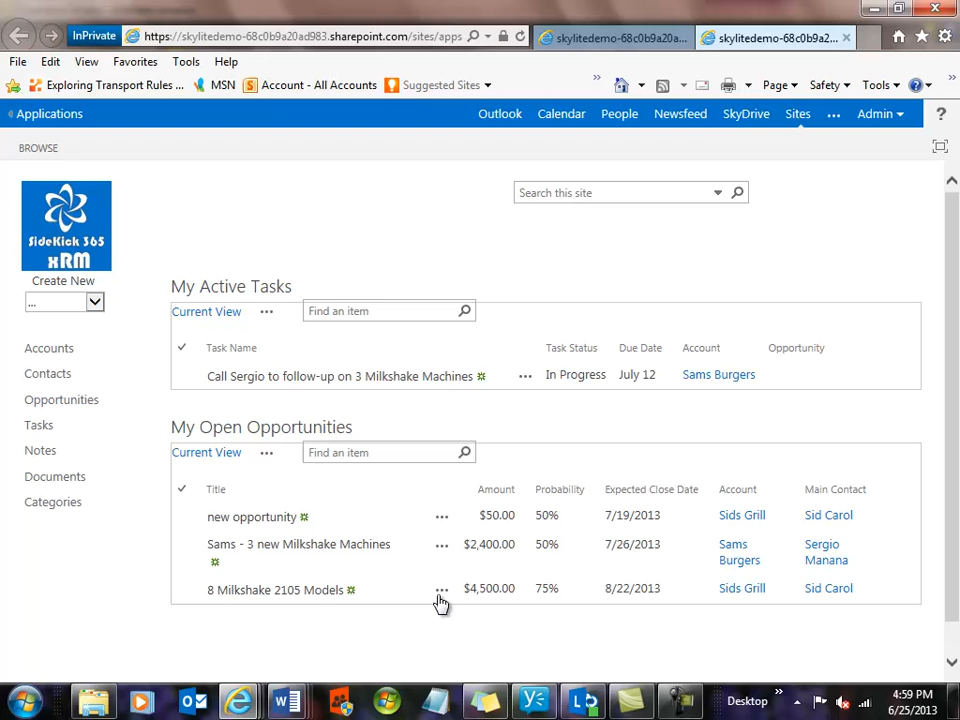 InPrivate https://skylitedemo-68c0b9a20ad983.sharepoint.com/sites/apps skylitedemo-68c0b9a20a... skylitedemo-68c0b9a2...
File Edit View Favorites Tools Help
Exploring Transport Rules ... MSN Account - All Accounts Suggested Sites Page Safety Tools
Applications Outlook Calendar People Newsfeed SkyDrive Sites ... Admin ?
BROWSE
Search this site
SideKick 365
xRM
Create New
...
Accounts
Contacts
Opportunities
Tasks
Notes
Documents
Categories
My Active Tasks
Current View ... Find an item
Task Name Task Status Due Date Account Opportunity
Call Sergio to follow-up on 3 Milkshake Machines ... In Progress July 12 Sams Burgers
My Open Opportunities
Current View ... Find an item
Title Amount Probability Expected Close Date Account Main Contact
new opportunity ... $50.00 50% 7/19/2013 Sids Grill Sid Carol
Sams - 3 new Milkshake Machines ... $2,400.00 50% 7/26/2013 Sams Burgers Sergio Manana
8 Milkshake 2105 Models ... $4,500.00 75% 8/22/2013 Sids Grill Sid Carol
Desktop 4:59 PM
6/25/2013